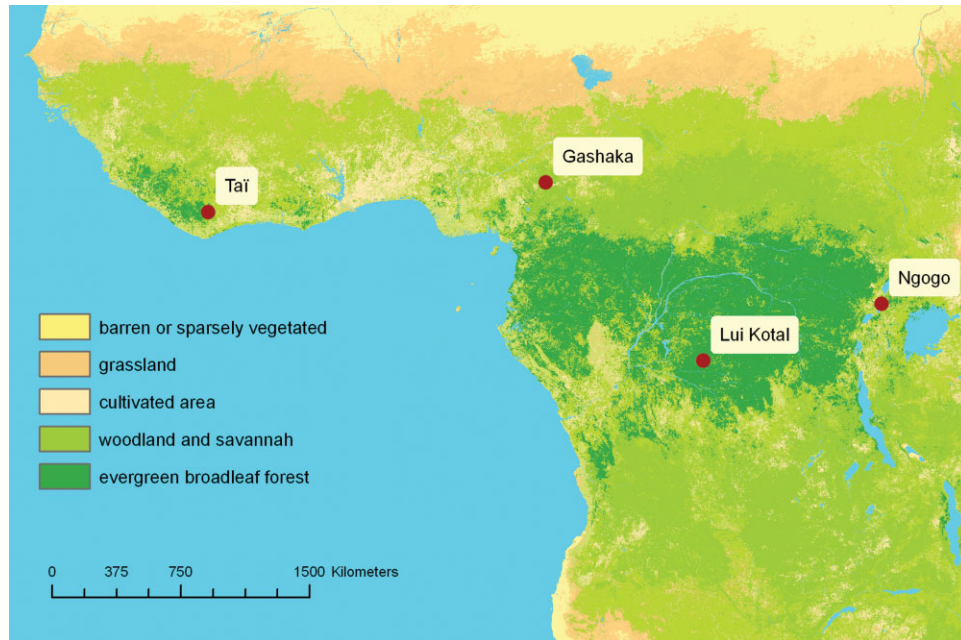 Gashaka
Taï
Ngogo
Lui Kotal
barren or sparsely vegetated
grassland
cultivated area
woodland and savannah
evergreen broadleaf forest
0 375 750 1500 Kilometers